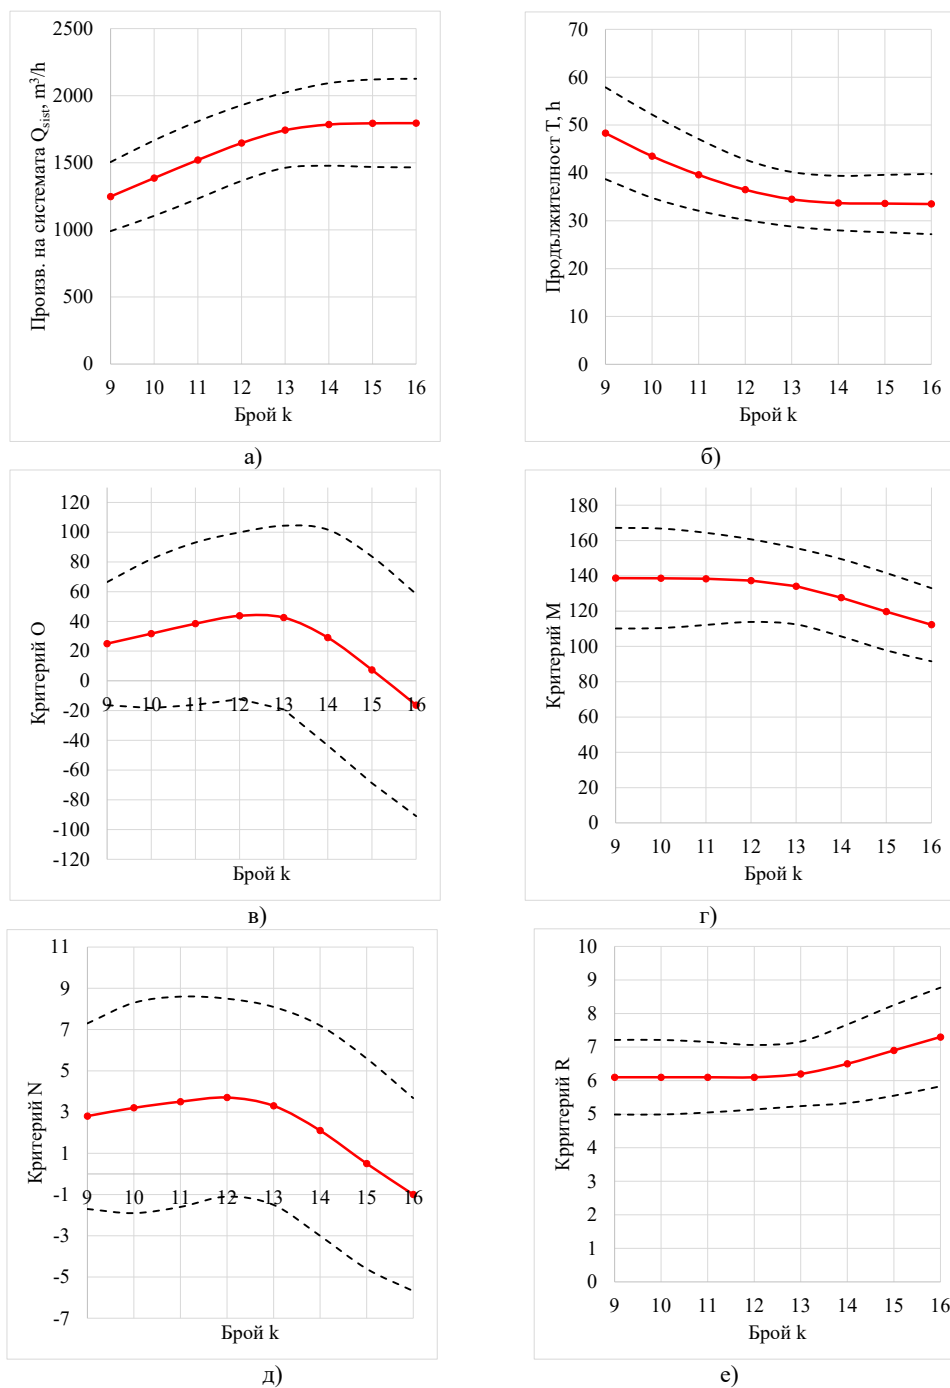 2500
2000
1500
1000
500
0
9 10 11 12 13 14 15 16
Брой k
Произв. на системата Qsist, m³/h
а)
70
60
50
40
30
20
10
0
9 10 11 12 13 14 15 16
Брой k
Продължителност T, h
б)
120
100
80
60
40
20
0
-20
-40
-60
-80
-100
-120
9 10 11 12 13 14 15 16
Брой k
Критерий O
в)
180
160
140
120
100
80
60
40
20
0
9 10 11 12 13 14 15 16
Брой k
Критерий M
г)
11
9
7
5
3
1
-1
-3
-5
-7
9 10 11 12 13 14 15 16
Брой k
Критерий N
д)
10
9
8
7
6
5
4
3
2
1
0
9 10 11 12 13 14 15 16
Брой k
Крритерий R
е)